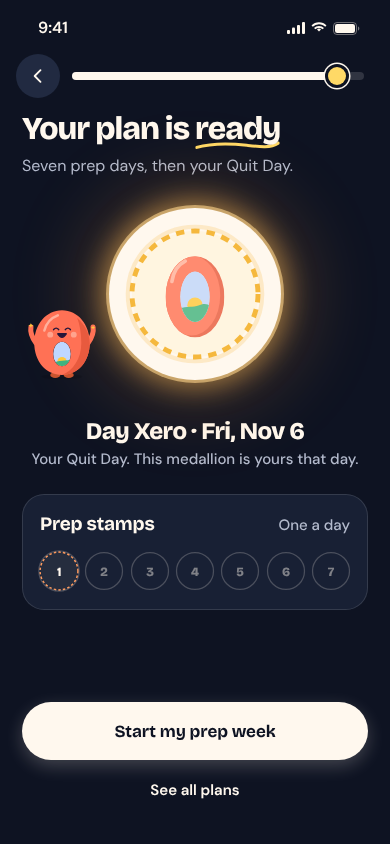 9:41
Your plan is ready
Seven prep days, then your Quit Day.
Day Xero · Fri, Nov 6
Your Quit Day. This medallion is yours that day.
Prep stamps One a day
1 2 3 4 5 6 7
Start my prep week
See all plans